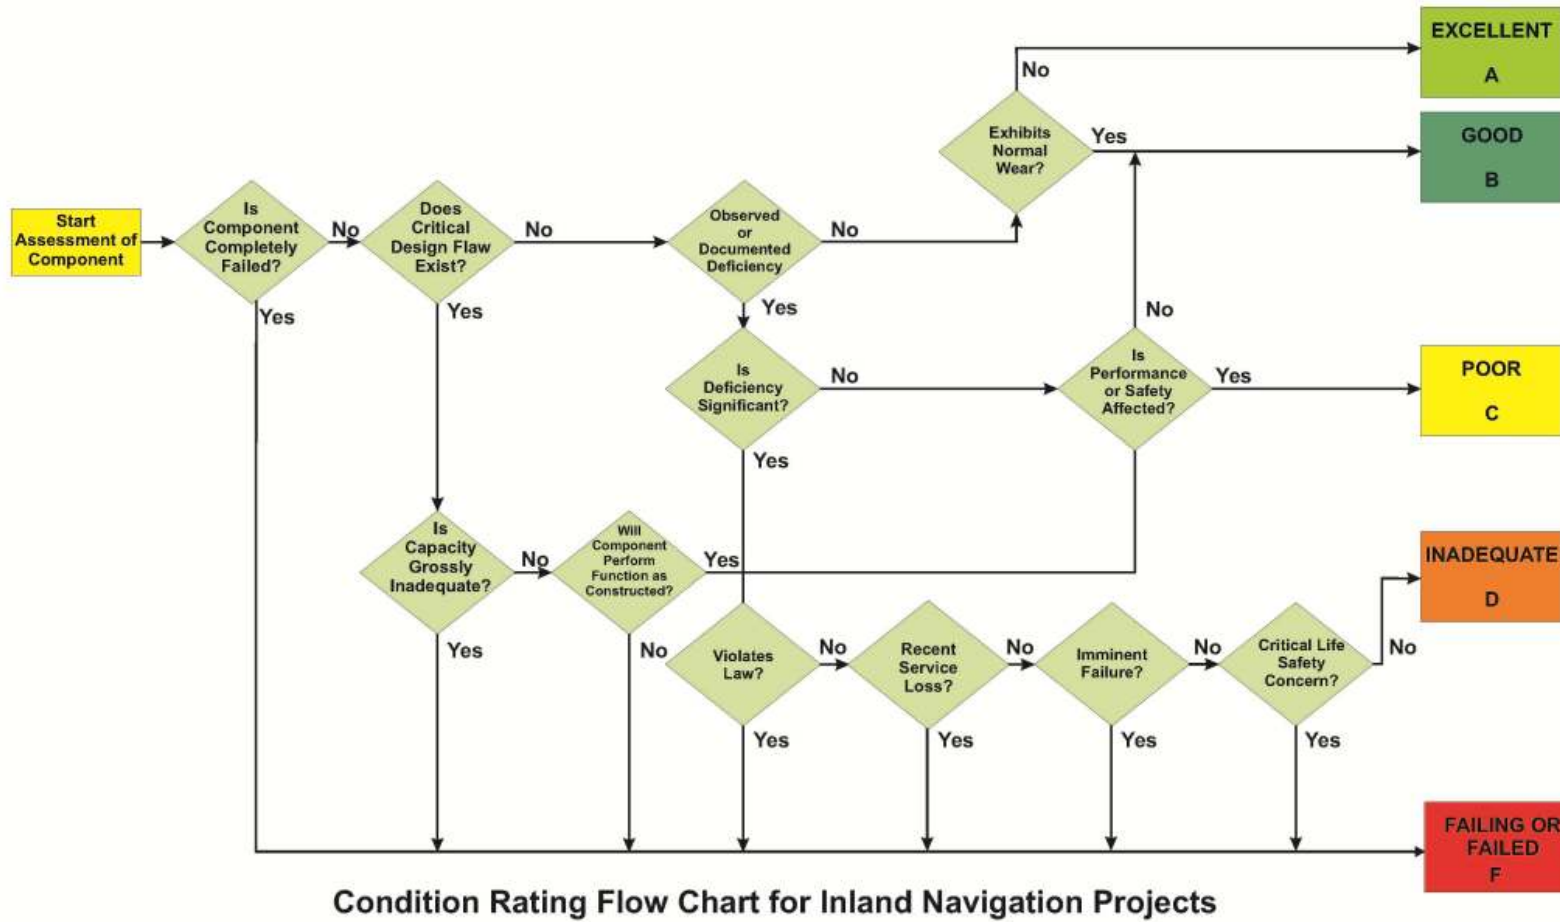 EXCELLENT
A
No
Exhibits
Normal
Wear?
Yes
GOOD
B
Start
Assessment of
Component
Is
Component
Completely
Failed?
No
Does
Critical
Design Flaw
Exist?
No
Observed
or
Documented
Deficiency
No
Yes
Yes
Yes
No
Is
Deficiency
Significant?
No
Is
Performance
or Safety
Affected?
Yes
POOR
C
Yes
Is
Capacity
Grossly
Inadequate?
No
Will
Component
Perform
Function as
Constructed?
Yes
INADEQUATE
D
Yes
No
Violates
Law?
No
Recent
Service
Loss?
No
Imminent
Failure?
No
Critical Life
Safety
Concern?
No
Yes
Yes
Yes
Yes
FAILING OR
FAILED
F
Condition Rating Flow Chart for Inland Navigation Projects